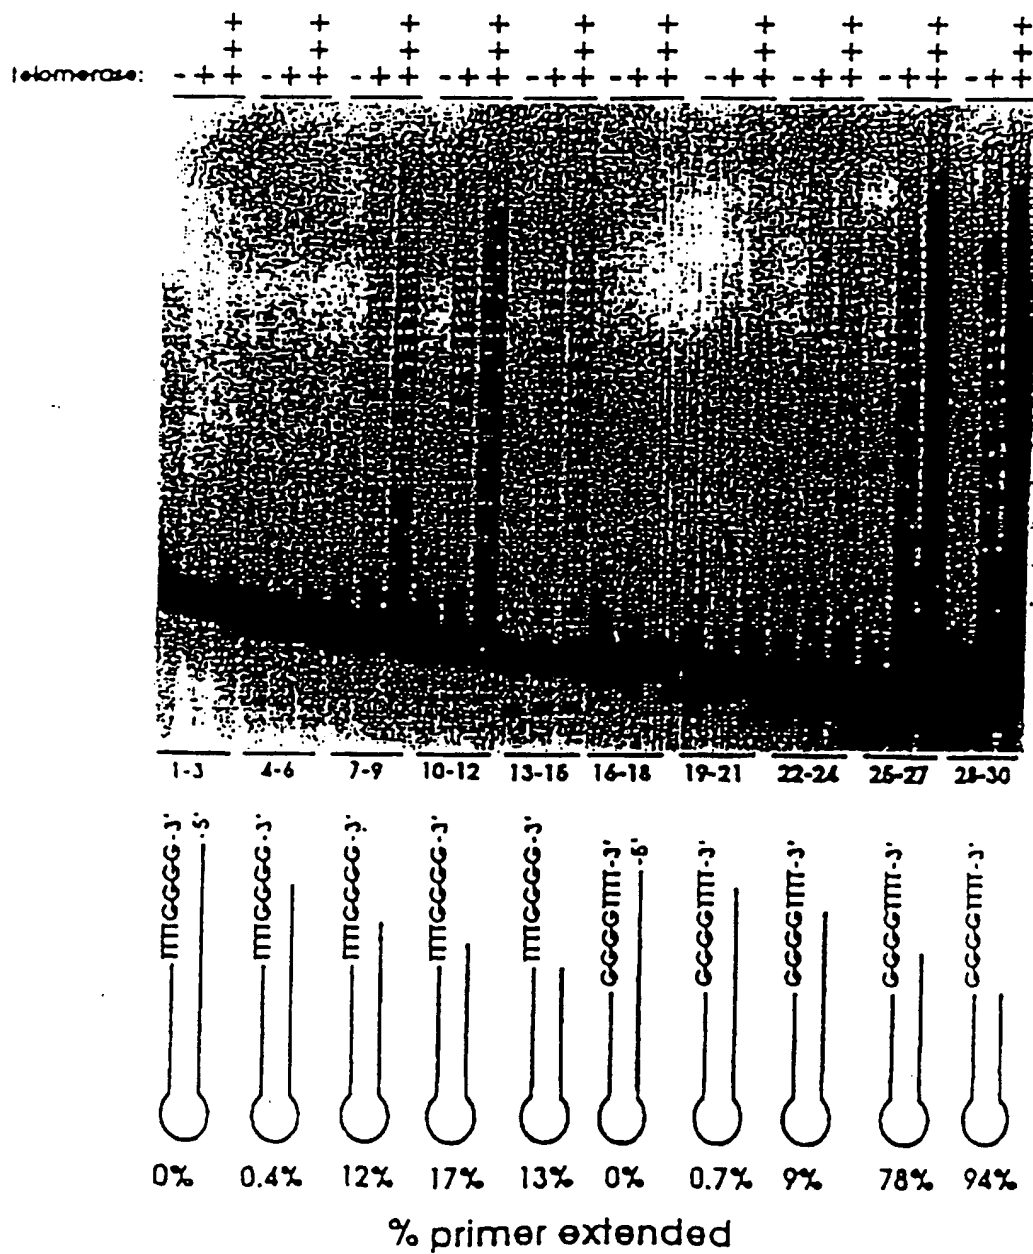 + + + + + + + + + +
+ + + + + + + + + +
telomerase: - + + - + + - + + - + + - + + - + + - + + - + + - + + - + +
1-3 4-6 7-9 10-12 13-15 16-18 19-21 22-24 25-27 28-30
TTTTGGGG-3' -5' TTTTGGGG-3' TTTTGGGG-3' TTTTGGGG-3' TTTTGGGG-3' GGGGTTTT-3' -5' GGGGTTTT-3' GGGGTTTT-3' GGGGTTTT-3' GGGGTTTT-3'
0% 0.4% 12% 17% 13% 0% 0.7% 9% 78% 94%
% primer extended